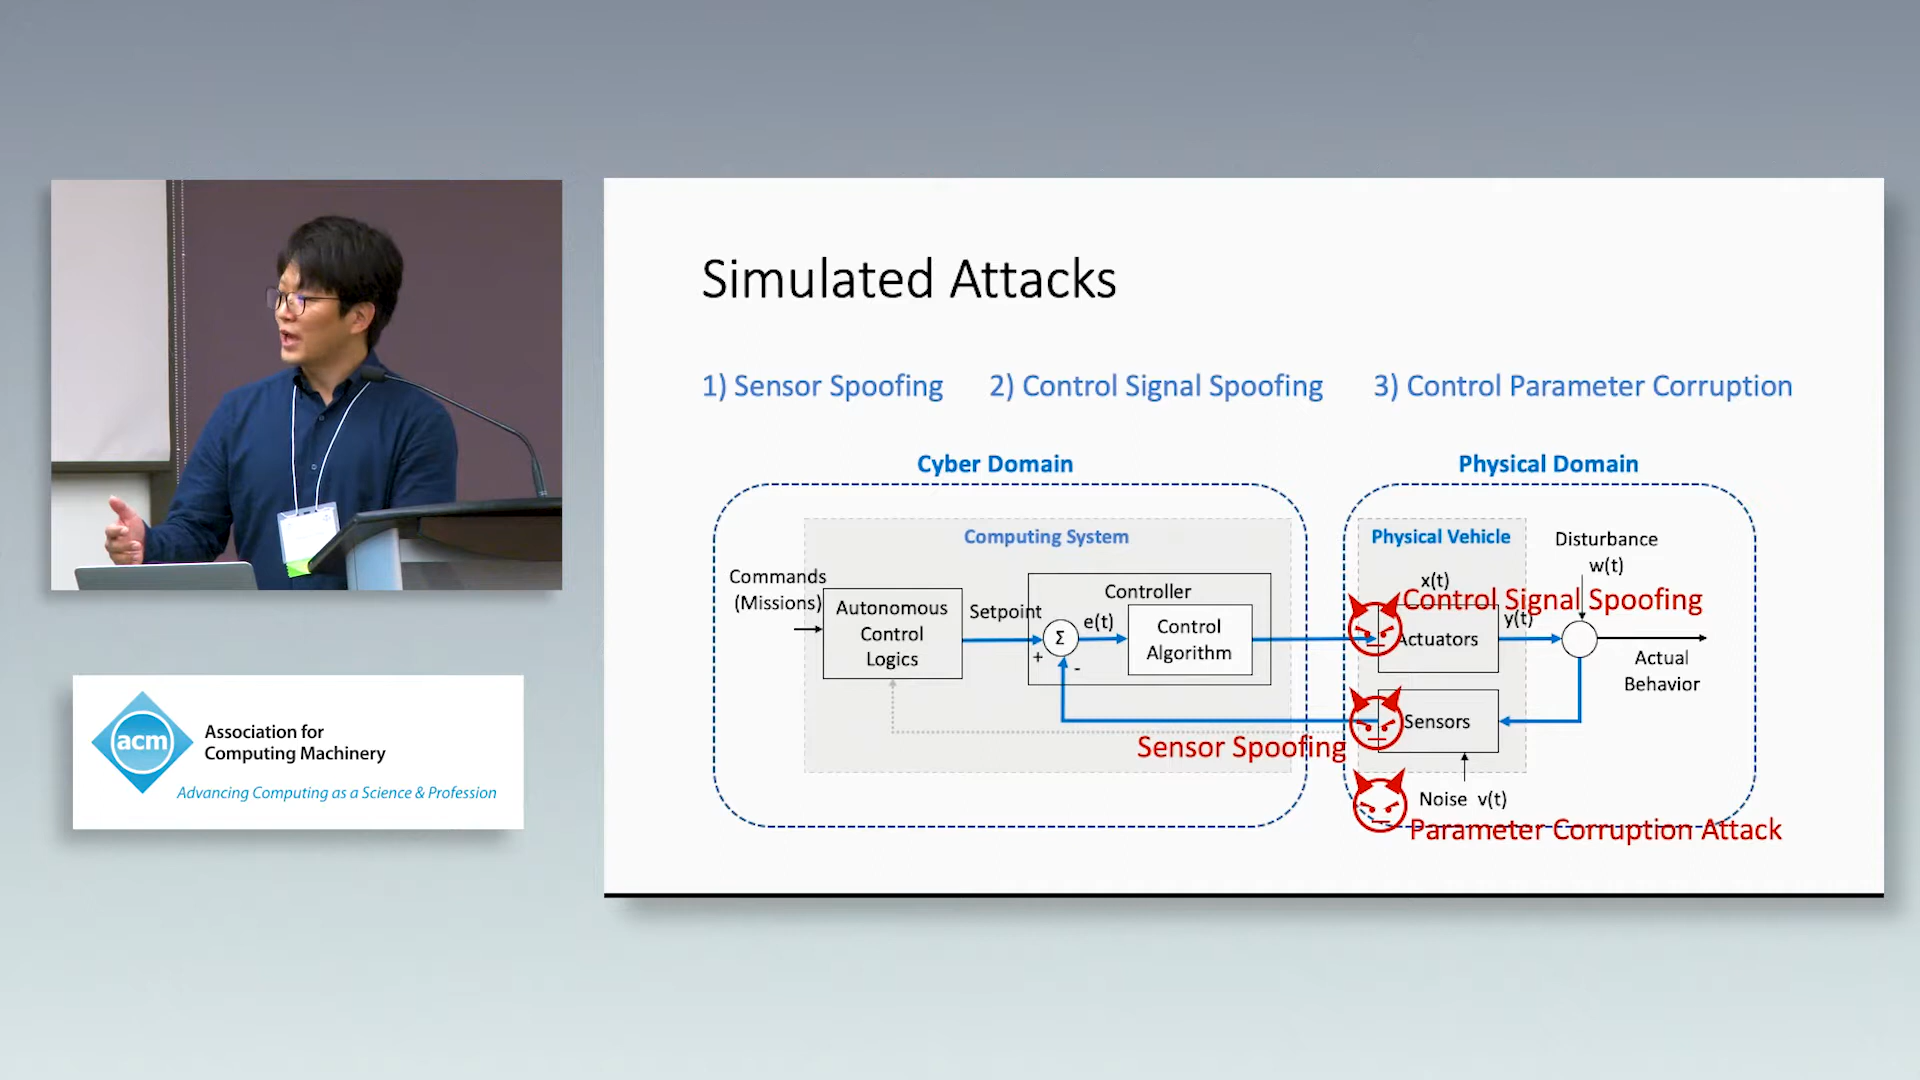 Simulated Attacks
1) Sensor Spoofing
2) Control Signal Spoofing
3) Control Parameter Corruption
Cyber Domain
Physical Domain
Computing System
Physical Vehicle
Disturbance
w(t)
Commands
(Missions)
Autonomous
Control
Logics
Setpoint
Controller
Σ
+
-
e(t)
Control
Algorithm
x(t)
Control Signal Spoofing
y(t)
Actuators
Actual
Behavior
Sensors
Sensor Spoofing
Noise v(t)
Parameter Corruption Attack
acm
Association for
Computing Machinery
Advancing Computing as a Science & Profession